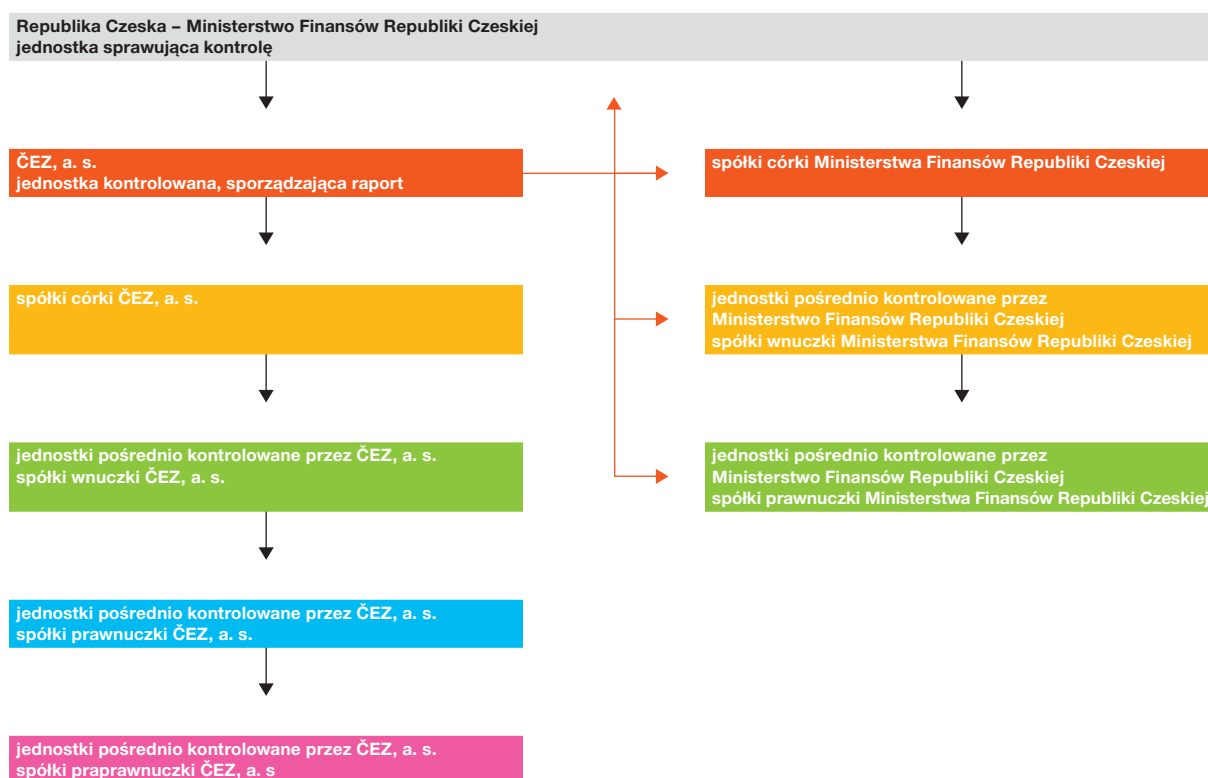 Republika Czeska – Ministerstwo Finansów Republiki Czeskiej
jednostka sprawująca kontrolę
ČEZ, a. s.
jednostka kontrolowana, sporządzająca raport
spółki córki Ministerstwa Finansów Republiki Czeskiej
spółki córki ČEZ, a. s.
jednostki pośrednio kontrolowane przez
Ministerstwo Finansów Republiki Czeskiej
spółki wnuczki Ministerstwa Finansów Republiki Czeskiej
jednostki pośrednio kontrolowane przez ČEZ, a. s.
spółki wnuczki ČEZ, a. s.
jednostki pośrednio kontrolowane przez
Ministerstwo Finansów Republiki Czeskiej
spółki prawnuczki Ministerstwa Finansów Republiki Czeskiej
jednostki pośrednio kontrolowane przez ČEZ, a. s.
spółki prawnuczki ČEZ, a. s.
jednostki pośrednio kontrolowane przez ČEZ, a. s.
spółki praprawnuczki ČEZ, a. s